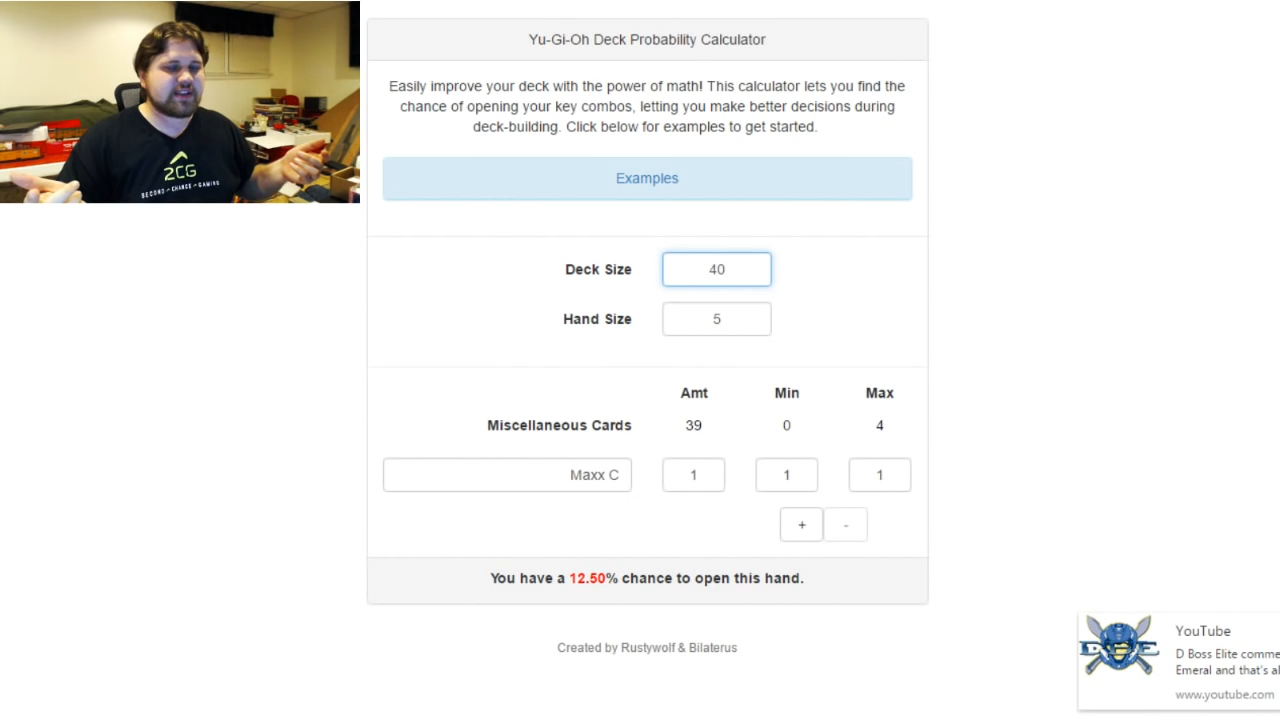 2CG
SECOND CHANCE GAMING
Yu-Gi-Oh Deck Probability Calculator
Easily improve your deck with the power of math! This calculator lets you find the
chance of opening your key combos, letting you make better decisions during
deck-building. Click below for examples to get started.
Examples
Deck Size 40
Hand Size 5
Amt Min Max
Miscellaneous Cards 39 0 4
Maxx C 1 1 1
+ -
You have a 12.50% chance to open this hand.
Created by Rustywolf & Bilaterus
YouTube
D Boss Elite comme
Emeral and that's al
www.youtube.com